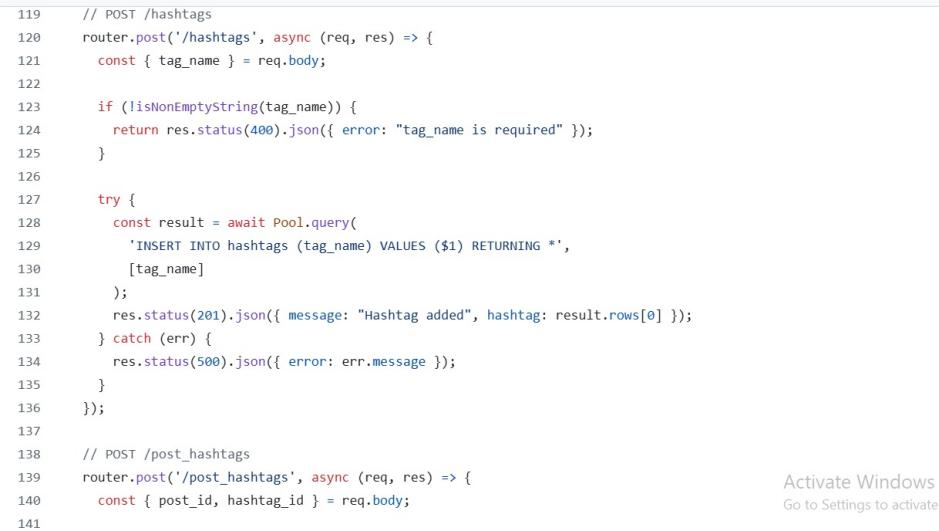 119 // POST /hashtags
120 router.post('/hashtags', async (req, res) => {
121 const { tag_name } = req.body;
122
123 if (!isNonEmptyString(tag_name)) {
124 return res.status(400).json({ error: "tag_name is required" });
125 }
126
127 try {
128 const result = await Pool.query(
129 'INSERT INTO hashtags (tag_name) VALUES ($1) RETURNING *',
130 [tag_name]
131 );
132 res.status(201).json({ message: "Hashtag added", hashtag: result.rows[0] });
133 } catch (err) {
134 res.status(500).json({ error: err.message });
135 }
136 });
137
138 // POST /post_hashtags
139 router.post('/post_hashtags', async (req, res) => {
140 const { post_id, hashtag_id } = req.body;
141
Activate Windows
Go to Settings to activate